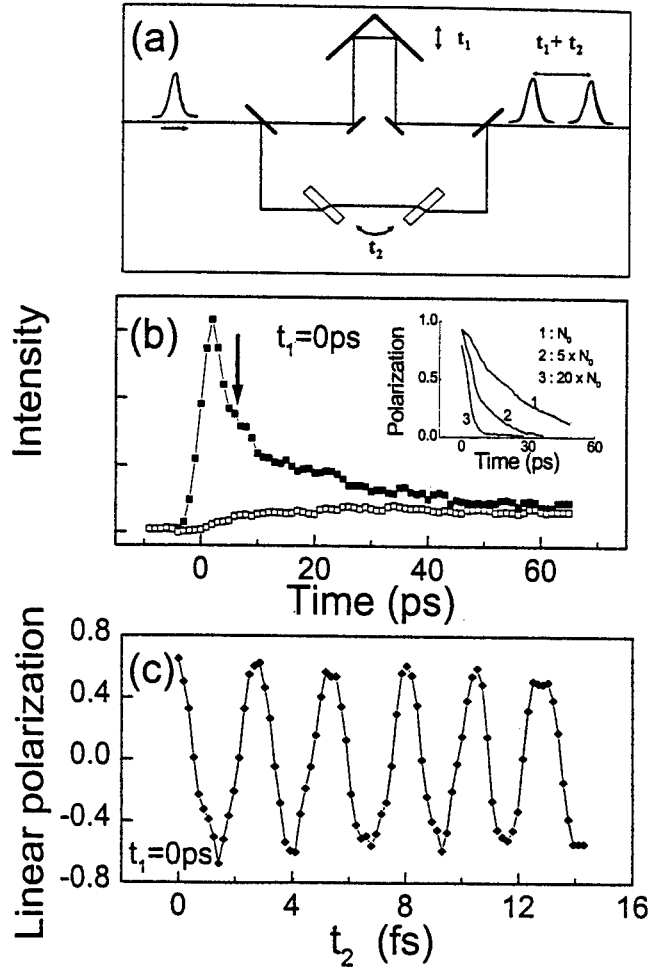 (a)
t₁
t₁+ t₂
t₂
(b)
t₁=0ps
Intensity
0 20 40 60
Time (ps)
Polarization
1.0
0.5
0.0
1 : N₀
2 : 5 x N₀
3 : 20 x N₀
1
2
3
0 30 60
Time (ps)
(c)
Linear polarization
0.8
0.4
0.0
-0.4
-0.8
t₁=0ps
0 4 8 12 16
t₂ (fs)